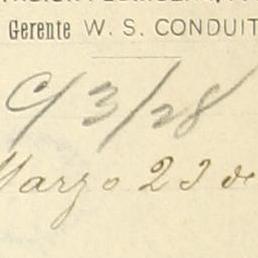 Gerente W. S. CONDUIT
C/3/28
Marzo 23 de